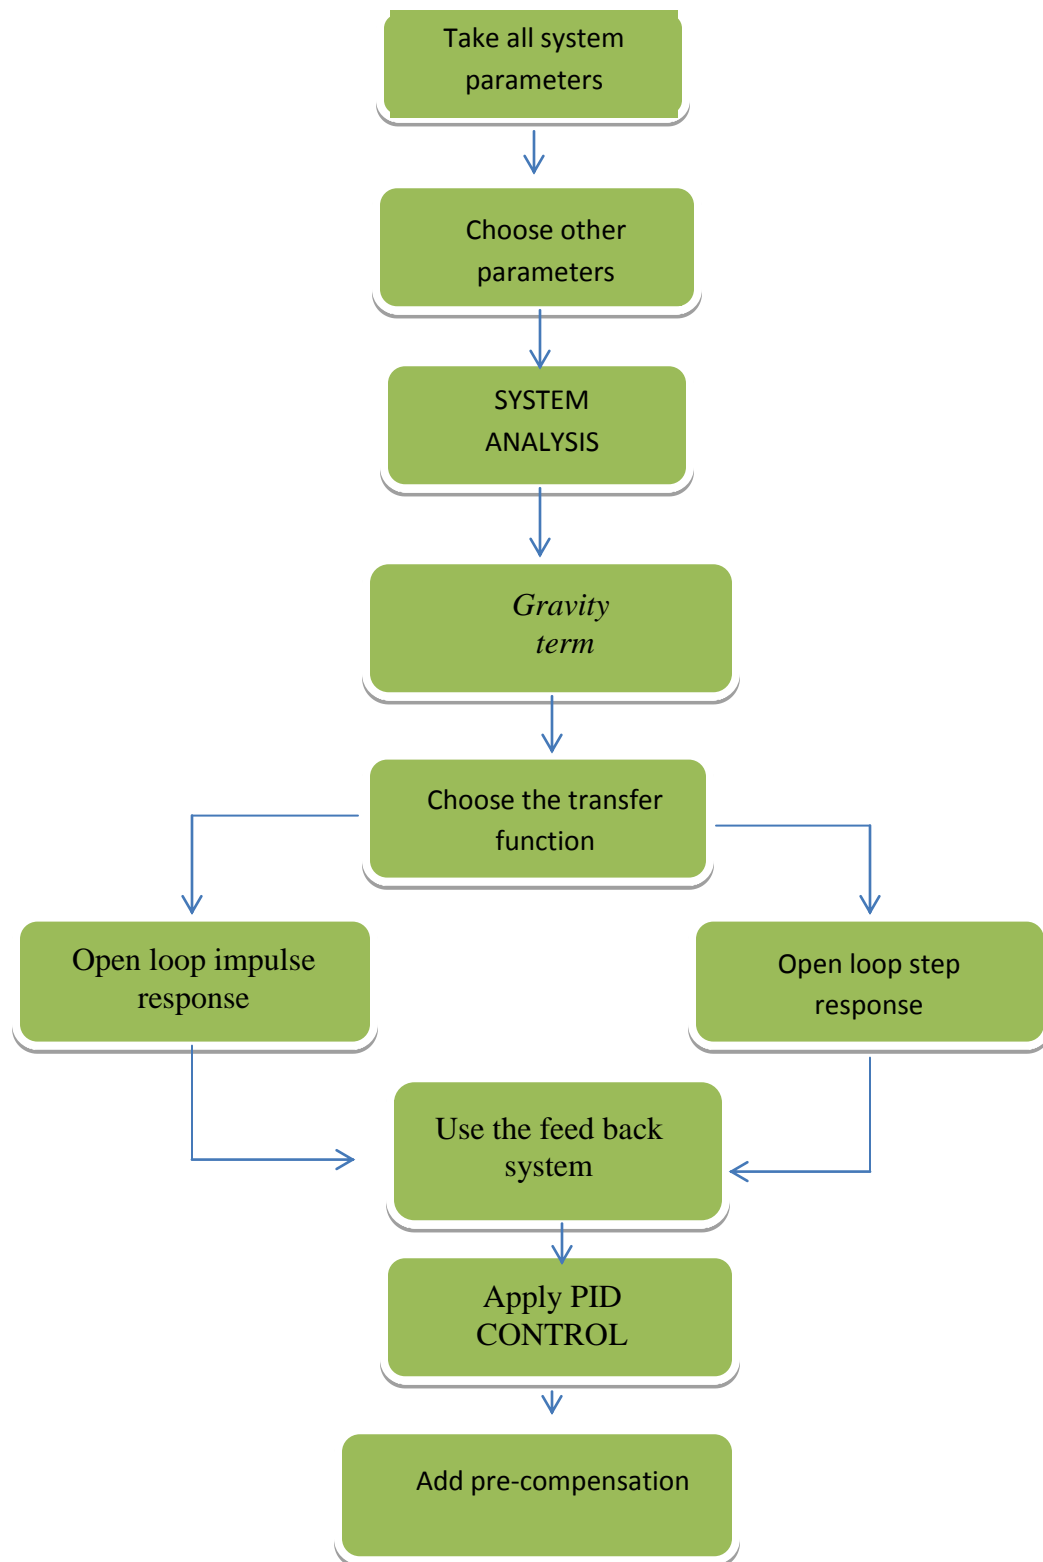 Take all system
parameters
Choose other
parameters
SYSTEM
ANALYSIS
Gravity
term
Choose the transfer
function
Open loop impulse
response
Open loop step
response
Use the feed back
system
Apply PID
CONTROL
Add pre-compensation